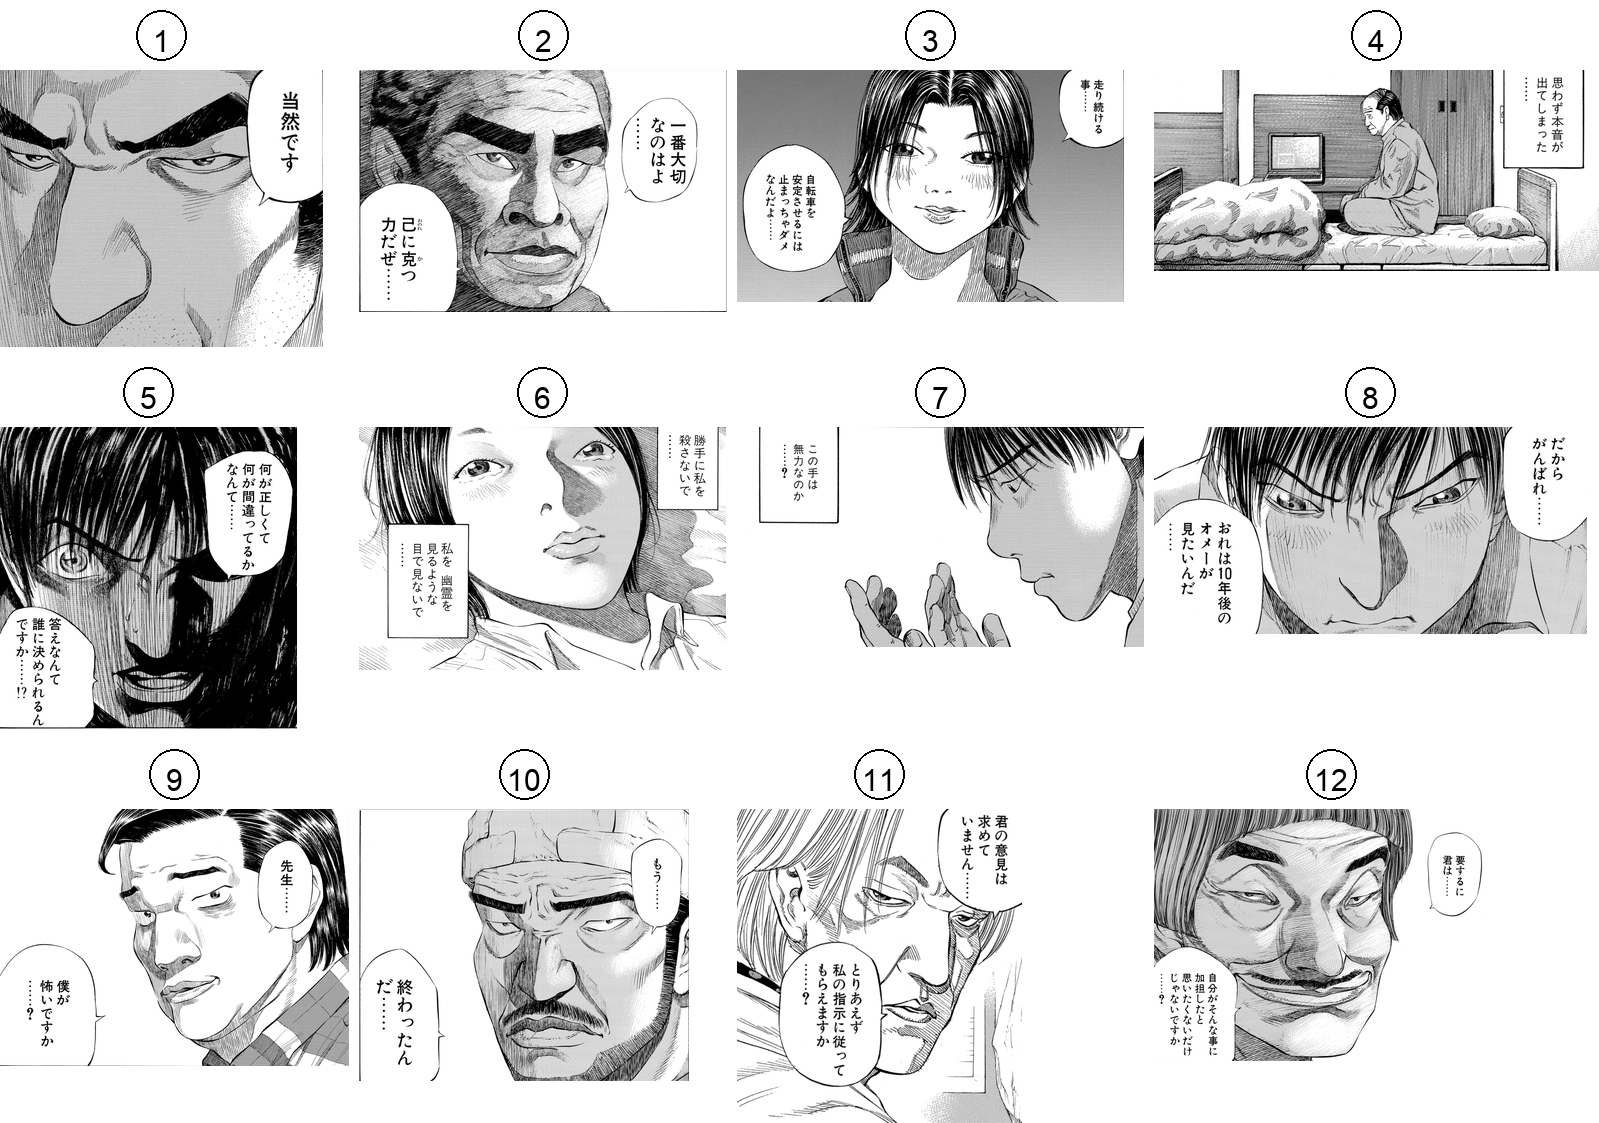 1
当然です
2
一番大切
なのはよ
……
己に克つ
おれ
か
力だぜ……
3
走り続ける
事……
自転車を
安定させるには
止まっちゃダメ
なんだよ……
4
思わず本音が
出てしまった
……
5
何が正しくて
何が間違ってるか
なんて……
答えなんて
誰に決められるん
ですか……!?
6
勝手に私を
殺さないで
……
私を 幽霊を
見るような
目で見ないで
……
7
この手は
無力なのか
……?
8
だから
がんばれ……
おれは10年後の
オメーが
見たいんだ
……
9
先生……
僕が
怖いですか
……?
10
もう……
終わったん
だ……
11
君の意見は
求めて
いません……
とりあえず
私の指示に従って
もらえますか
……?
12
要するに
君は……
自分がそんな事に
加担したと
思いたくないだけ
じゃないですか
……?